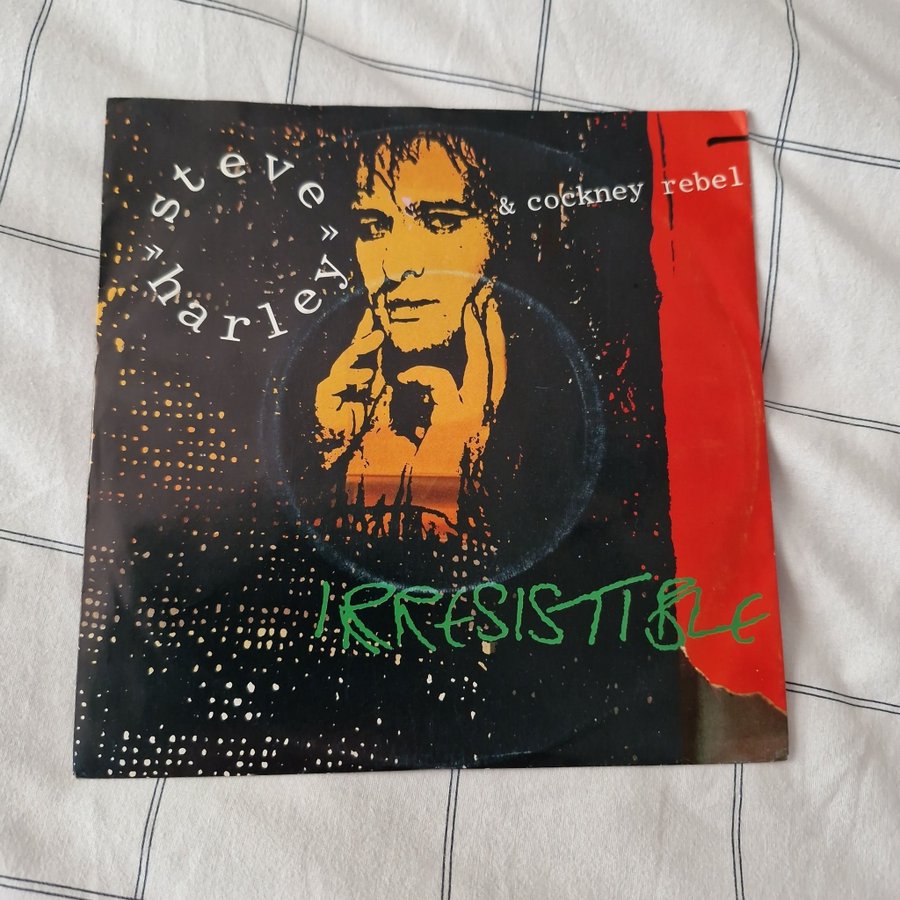 steve
»harley»
& cockney rebel
IRRESISTIBLE